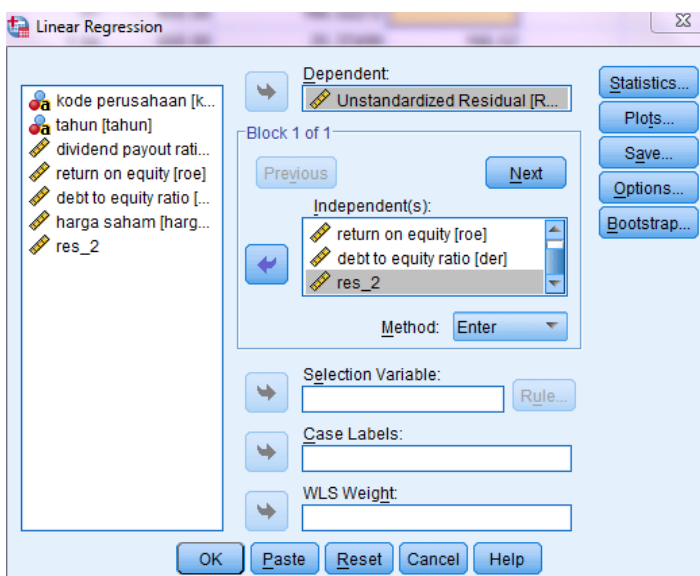 Linear Regression
kode perusahaan [k...
tahun [tahun]
dividend payout rati...
return on equity [roe]
debt to equity ratio [...
harga saham [harg...
res_2
Dependent:
Unstandardized Residual [R...
Block 1 of 1
Previous
Next
Independent(s):
return on equity [roe]
debt to equity ratio [der]
res_2
Method: Enter
Selection Variable:
Rule...
Case Labels:
WLS Weight:
Statistics...
Plots...
Save...
Options...
Bootstrap...
OK Paste Reset Cancel Help